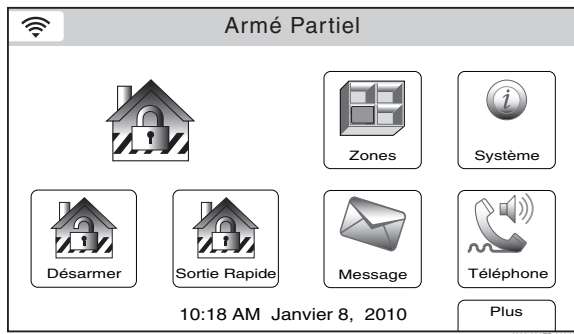 Armé Partiel
Zones
Système
Désarmer
Sortie Rapide
Message
Téléphone
10:18 AM Janvier 8, 2010
Plus